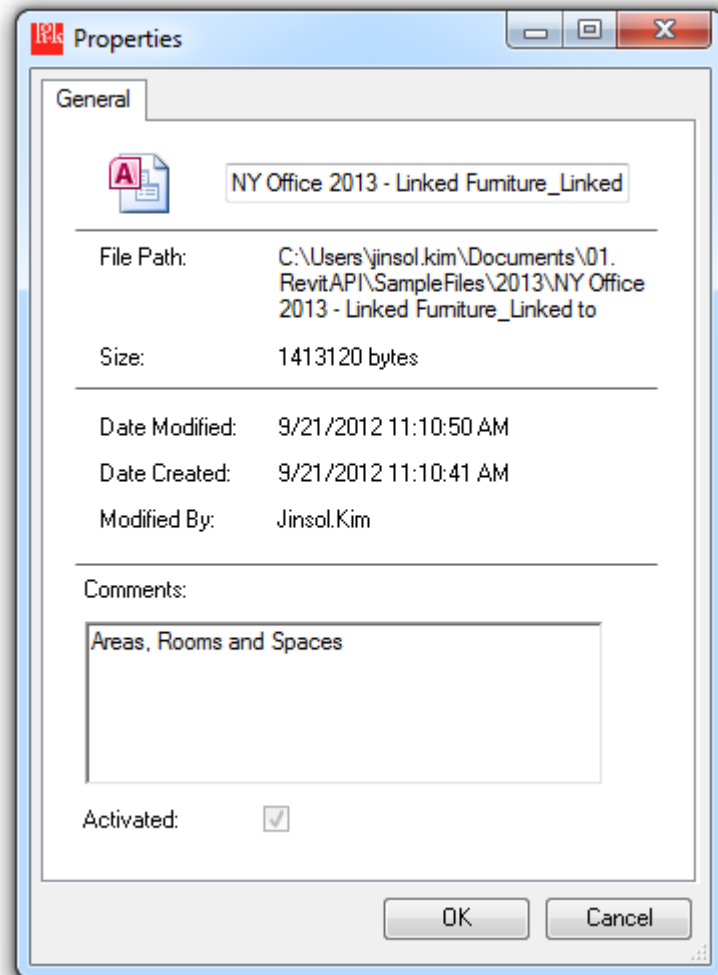 Properties
General
NY Office 2013 - Linked Furniture_Linked
File Path: C:\Users\jinsol.kim\Documents\01.
RevitAPI\SampleFiles\2013\NY Office
2013 - Linked Furniture_Linked to
Size: 1413120 bytes
Date Modified: 9/21/2012 11:10:50 AM
Date Created: 9/21/2012 11:10:41 AM
Modified By: Jinsol.Kim
Comments:
Areas, Rooms and Spaces
Activated:
OK Cancel